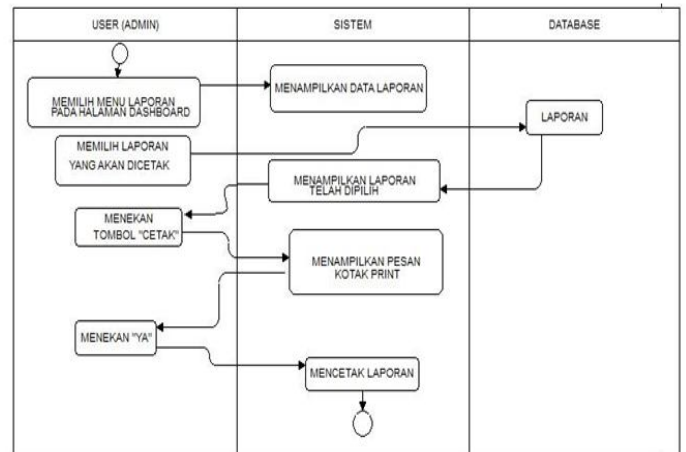 USER (ADMIN)
SISTEM
DATABASE
MEMILIH MENU LAPORAN
PADA HALAMAN DASHBOARD
MENAMPILKAN DATA LAPORAN
LAPORAN
MEMILIH LAPORAN
YANG AKAN DICETAK
MENAMPILKAN LAPORAN
TELAH DIPILIH
MENEKAN
TOMBOL "CETAK"
MENAMPILKAN PESAN
KOTAK PRINT
MENEKAN "YA"
MENCETAK LAPORAN